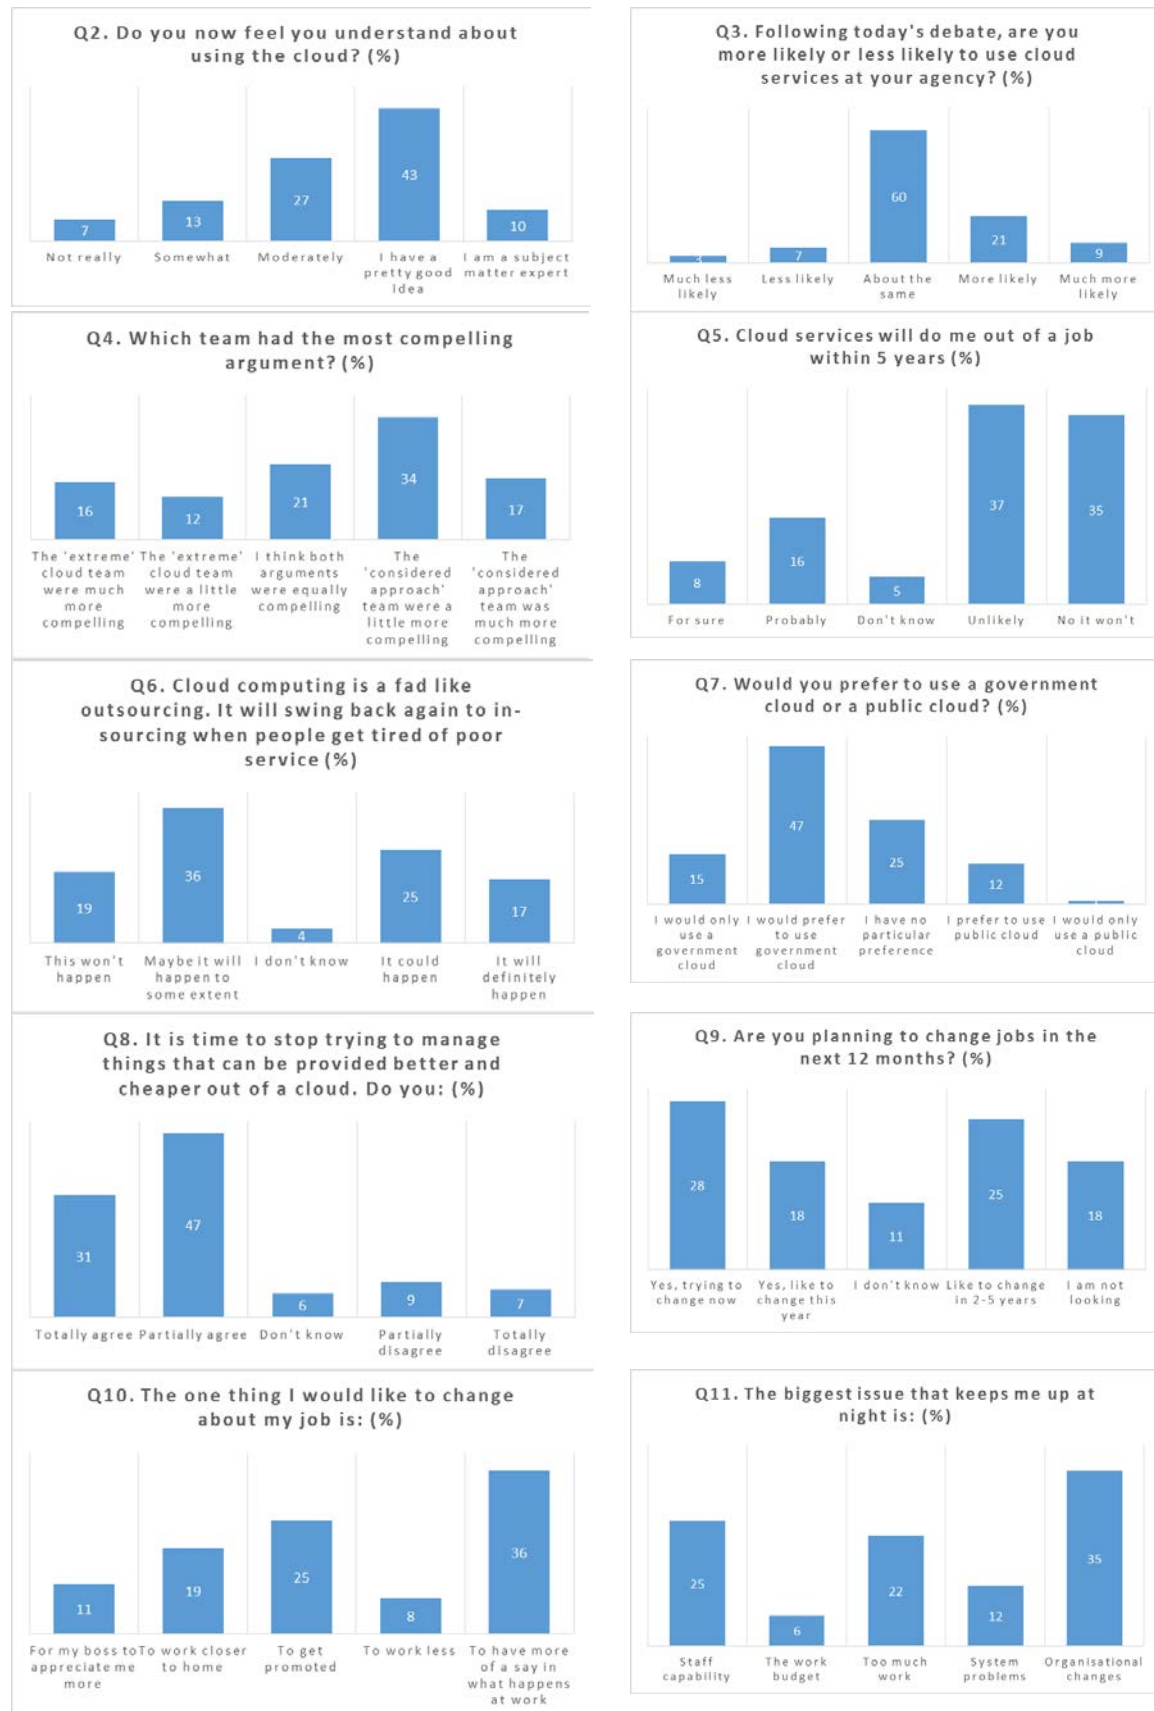 Q2. Do you now feel you understand about
using the cloud? (%)
7
13
27
43
10
Not really
Somewhat
Moderately
I have a
pretty good
Idea
I am a subject
matter expert
Q3. Following today's debate, are you
more likely or less likely to use cloud
services at your agency? (%)
3
7
60
21
9
Much less
likely
Less likely
About the
same
More likely
Much more
likely
Q4. Which team had the most compelling
argument? (%)
16
12
21
34
17
The 'extreme'
cloud team
were much
more
compelling
The 'extreme'
cloud team
were a little
more
compelling
I think both
arguments
were equally
compelling
The
'considered
approach'
team were a
little more
compelling
The
'considered
approach'
team was
much more
compelling
Q5. Cloud services will do me out of a job
within 5 years (%)
8
16
5
37
35
For sure
Probably
Don't know
Unlikely
No it won't
Q6. Cloud computing is a fad like
outsourcing. It will swing back again to in-
sourcing when people get tired of poor
service (%)
19
36
4
25
17
This won't
happen
Maybe it will
happen to
some extent
I don't know
It could
happen
It will
definitely
happen
Q7. Would you prefer to use a government
cloud or a public cloud? (%)
15
47
25
12
I would only
use a
government
cloud
I would prefer
to use
government
cloud
I have no
particular
preference
I prefer to use
public cloud
I would only
use a public
cloud
Q8. It is time to stop trying to manage
things that can be provided better and
cheaper out of a cloud. Do you: (%)
31
47
6
9
7
Totally agree
Partially agree
Don't know
Partially
disagree
Totally
disagree
Q9. Are you planning to change jobs in the
next 12 months? (%)
28
18
11
25
18
Yes, trying to
change now
Yes, like to
change this
year
I don't know
Like to change
in 2-5 years
I am not
looking
Q10. The one thing I would like to change
about my job is: (%)
11
19
25
8
36
For my boss to
appreciate me
more
To work closer
to home
To get
promoted
To work less
To have more
of a say in
what happens
at work
Q11. The biggest issue that keeps me up at
night is: (%)
25
6
22
12
35
Staff
capability
The work
budget
Too much
work
System
problems
Organisational
changes